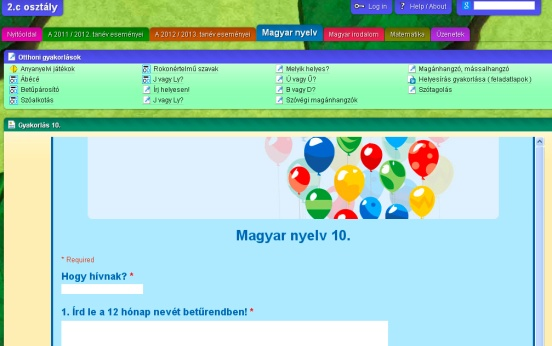 2.c osztály
Log in
? Help / About
Nyitóoldal
A 2011 / 2012. tanév eseményei
A 2012 / 2013. tanév eseményei
Magyar nyelv
Magyar irodalom
Matematika
Üzenetek
Otthoni gyakorlások
Anyanyelvi játékok
Rokonértelmű szavak
Melyik helyes?
Magánhangzó, mássalhangzó
Ábécé
J vagy Ly?
U vagy Ü?
Helyesírás gyakorlása ( feladatlapok )
Betűpárosító
Írj helyesen!
B vagy D?
Szótagolás
Szóalkotás
J vagy Ly?
Szóvégi magánhangzók
Gyakorlás 10.
Magyar nyelv 10.
* Required
Hogy hívnak? *
1. Írd le a 12 hónap nevét betűrendben! *